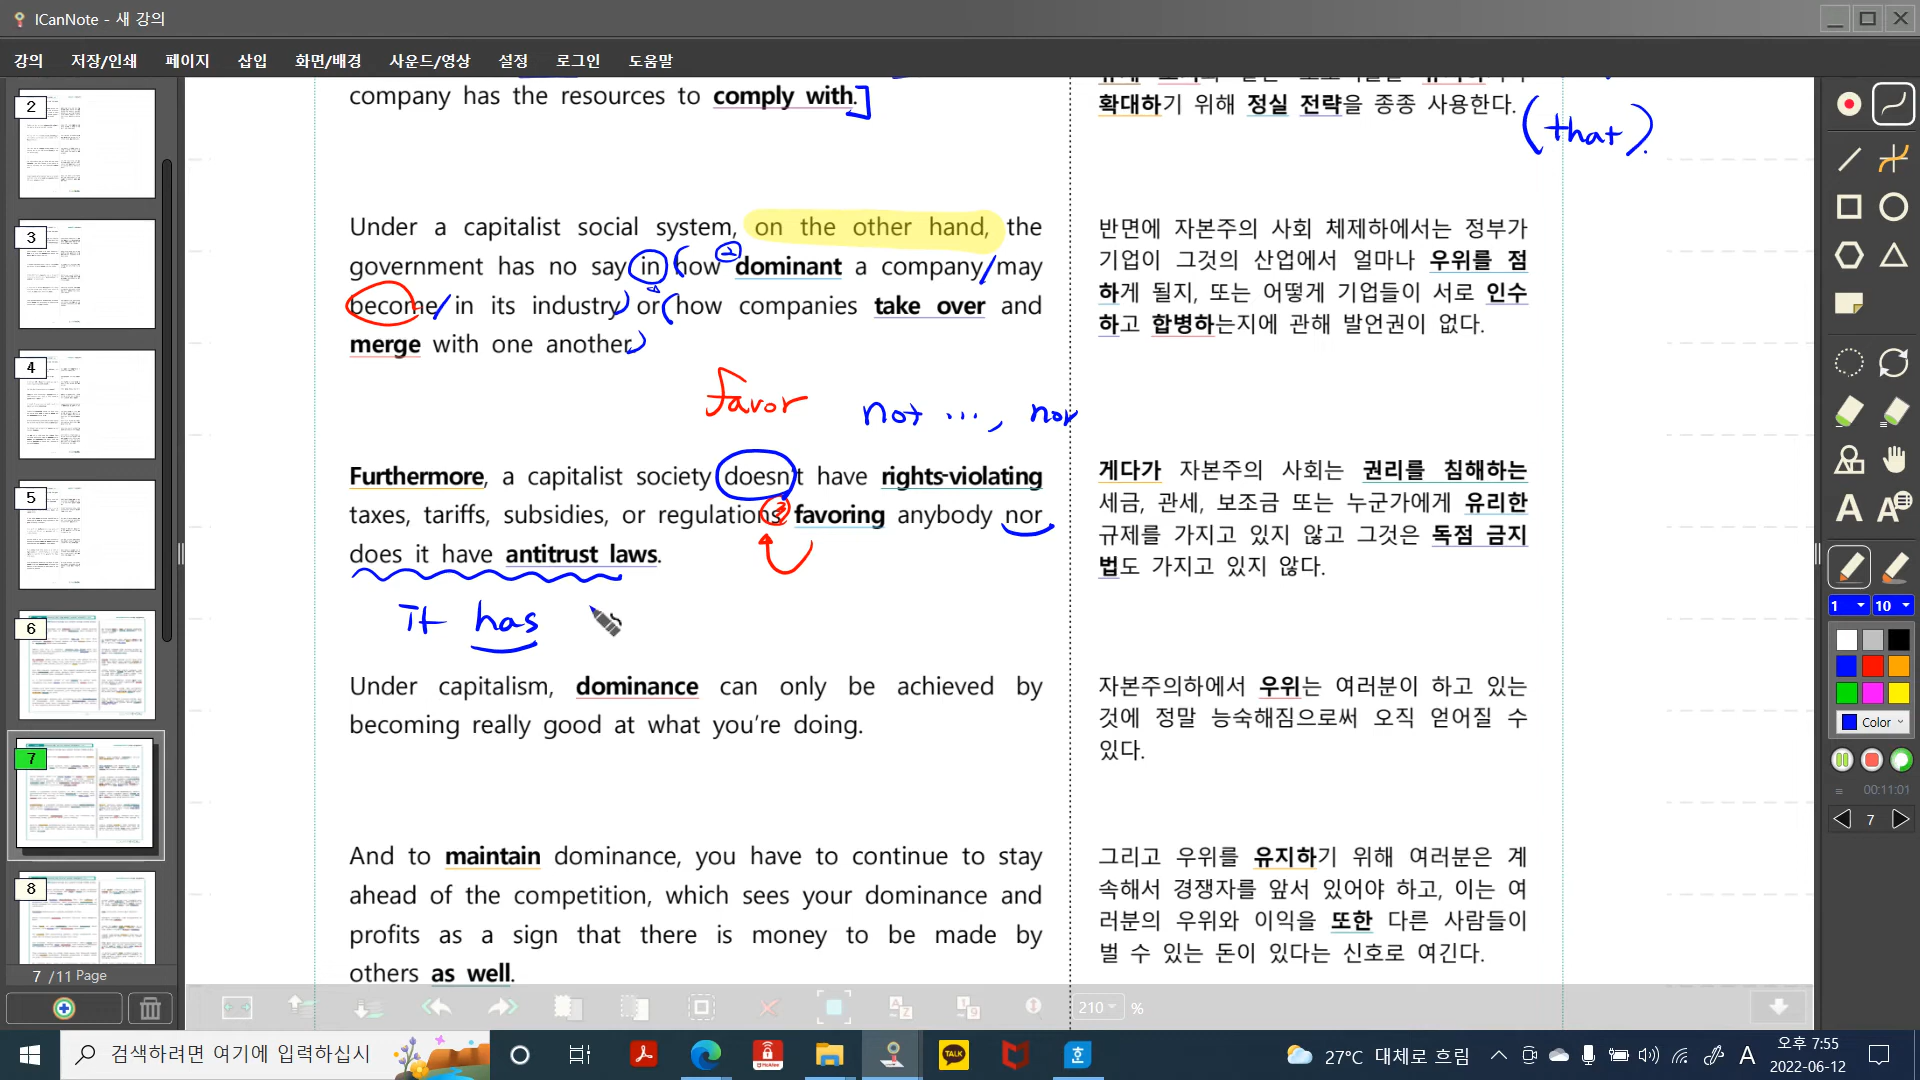 ICanNote - 새 강의
강의 저장/인쇄 페이지 삽입 화면/배경 사운드/영상 설정 로그인 도움말
2
3
4
5
6
7
8
7 /11 Page
company has the resources to comply with.]
Under a capitalist social system, on the other hand, the
government has no say in how dominant a company may
become in its industry or how companies take over and
merge with one another.
favor
not ..., nor
Furthermore, a capitalist society doesn't have rights-violating
taxes, tariffs, subsidies, or regulations favoring anybody nor
does it have antitrust laws.
It has
Under capitalism, dominance can only be achieved by
becoming really good at what you're doing.
And to maintain dominance, you have to continue to stay
ahead of the competition, which sees your dominance and
profits as a sign that there is money to be made by
others as well.
확대하기 위해 정실 전략을 종종 사용한다.
(that)
반면에 자본주의 사회 체제하에서는 정부가
기업이 그것의 산업에서 얼마나 우위를 점
하게 될지, 또는 어떻게 기업들이 서로 인수
하고 합병하는지에 관해 발언권이 없다.
게다가 자본주의 사회는 권리를 침해하는
세금, 관세, 보조금 또는 누군가에게 유리한
규제를 가지고 있지 않고 그것은 독점 금지
법도 가지고 있지 않다.
자본주의하에서 우위는 여러분이 하고 있는
것에 정말 능숙해짐으로써 오직 얻어질 수
있다.
그리고 우위를 유지하기 위해 여러분은 계
속해서 경쟁자를 앞서 있어야 하고, 이는 여
러분의 우위와 이익을 또한 다른 사람들이
벌 수 있는 돈이 있다는 신호로 여긴다.
1 10
Color
00:11:01
7
210 %
검색하려면 여기에 입력하십시
27°C 대체로 흐림
A
오후 7:55
2022-06-12